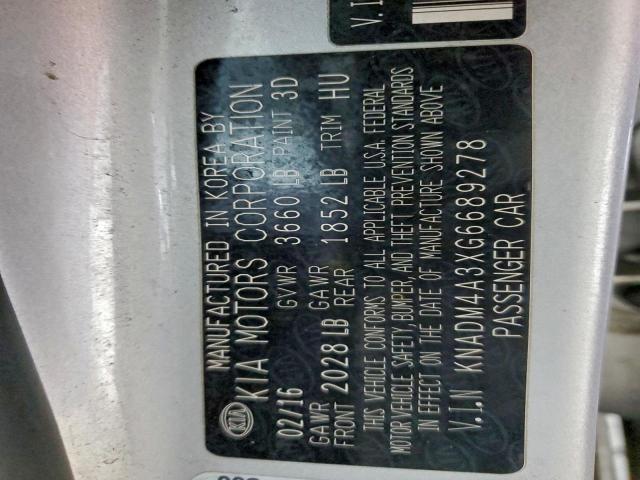 MANUFACTURED IN KOREA BY
KIA KIA MOTORS CORPORATION
02/16 GVWR 3660 LB PAINT 3D
GAWR GAWR
FRONT 2028 LB REAR 1852 LB TRIM HU
THIS VEHICLE CONFORMS TO ALL APPLICABLE U.S.A. FEDERAL
MOTOR VEHICLE SAFETY, BUMPER, AND THEFT PREVENTION STANDARDS
IN EFFECT ON THE DATE OF MANUFACTURE SHOWN ABOVE
V.I.N KNADM4A3XG6689278
PASSENGER CAR
V.I